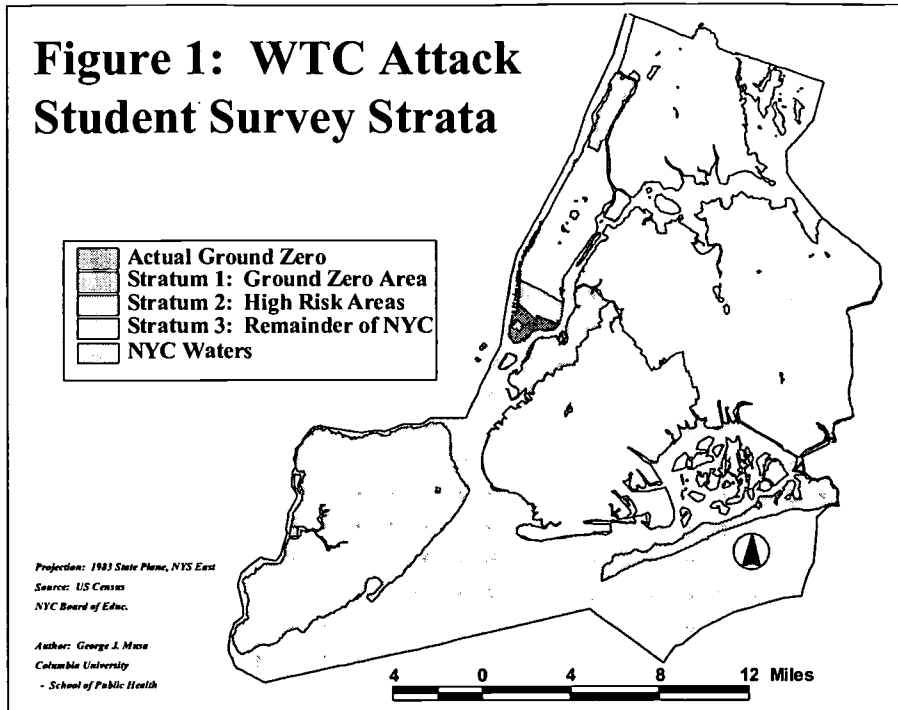 Figure 1: WTC Attack
Student Survey Strata
Actual Ground Zero
Stratum 1: Ground Zero Area
Stratum 2: High Risk Areas
Stratum 3: Remainder of NYC
NYC Waters
Projection: 1983 State Plane, NYS East
Source: US Census
NYC Board of Educ.
Author: George J. Musa
Columbia University
- School of Public Health
4 0 4 8 12 Miles